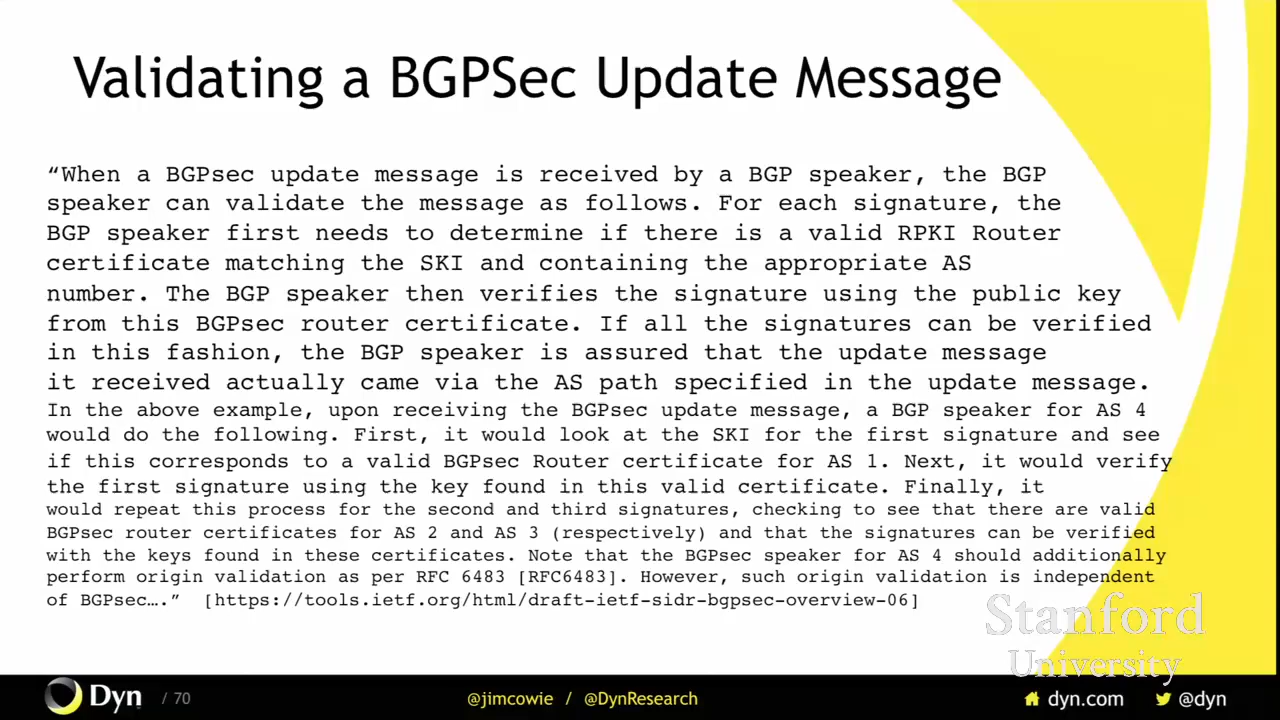 Validating a BGPSec Update Message
“When a BGPsec update message is received by a BGP speaker, the BGP
speaker can validate the message as follows. For each signature, the
BGP speaker first needs to determine if there is a valid RPKI Router
certificate matching the SKI and containing the appropriate AS
number. The BGP speaker then verifies the signature using the public key
from this BGPsec router certificate. If all the signatures can be verified
in this fashion, the BGP speaker is assured that the update message
it received actually came via the AS path specified in the update message.
In the above example, upon receiving the BGPsec update message, a BGP speaker for AS 4
would do the following. First, it would look at the SKI for the first signature and see
if this corresponds to a valid BGPsec Router certificate for AS 1. Next, it would verify
the first signature using the key found in this valid certificate. Finally, it
would repeat this process for the second and third signatures, checking to see that there are valid
BGPsec router certificates for AS 2 and AS 3 (respectively) and that the signatures can be verified
with the keys found in these certificates. Note that the BGPsec speaker for AS 4 should additionally
perform origin validation as per RFC 6483 [RFC6483]. However, such origin validation is independent
of BGPsec….” [https://tools.ietf.org/html/draft-ietf-sidr-bgpsec-overview-06]
Stanford
University
Dyn / 70 @jimcowie / @DynResearch dyn.com @dyn